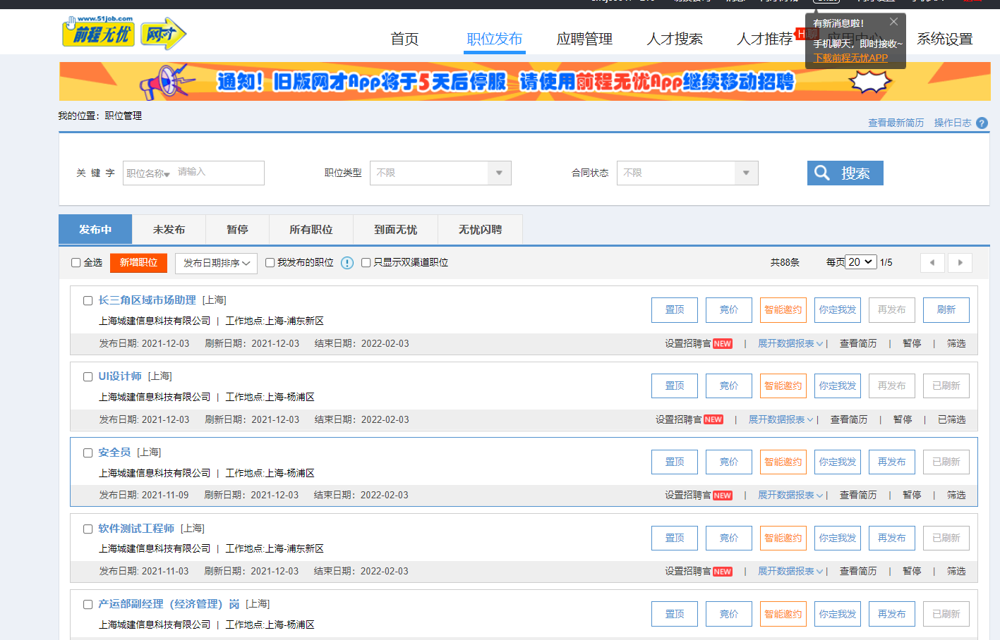 www.51job.com
前程无忧 网才
首页 职位发布 应聘管理 人才搜索 人才推荐 应用中心 系统设置
有新消息啦!
手机聊天，即时接收~
下载前程无忧APP
通知！旧版网才App将于5天后停服 请使用前程无忧App继续移动招聘
我的位置：职位管理
查看最新简历 操作日志 ?
关 键 字 职位名称 请输入 职位类型 不限 合同状态 不限 搜索
发布中 未发布 暂停 所有职位 到面无忧 无忧闪聘
全选 新增职位 发布日期排序 我发布的职位 ! 只显示双渠道职位 共88条 每页 20 1/5
长三角区域市场助理 [上海] 置顶 竞价 智能邀约 你定我发 再发布 刷新
上海城建信息科技有限公司 | 工作地点:上海-浦东新区
发布日期: 2021-12-03 刷新日期：2021-12-03 结束日期：2022-02-03 设置招聘官 NEW | 展开数据报表 | 查看简历 | 暂停 | 筛选
UI设计师 [上海] 置顶 竞价 智能邀约 你定我发 再发布 已刷新
上海城建信息科技有限公司 | 工作地点:上海-杨浦区
发布日期: 2021-12-03 刷新日期：2021-12-03 结束日期：2022-02-03 设置招聘官 NEW | 展开数据报表 | 查看简历 | 暂停 | 已筛选
安全员 [上海] 置顶 竞价 智能邀约 你定我发 再发布 已刷新
上海城建信息科技有限公司 | 工作地点:上海-杨浦区
发布日期: 2021-11-09 刷新日期：2021-12-03 结束日期：2022-02-03 设置招聘官 NEW | 展开数据报表 | 查看简历 | 暂停 | 筛选
软件测试工程师 [上海] 置顶 竞价 智能邀约 你定我发 再发布 已刷新
上海城建信息科技有限公司 | 工作地点:上海-浦东新区
发布日期: 2021-11-03 刷新日期：2021-12-03 结束日期：2022-02-03 设置招聘官 NEW | 展开数据报表 | 查看简历 | 暂停 | 筛选
产运部副经理（经济管理）岗 [上海] 置顶 竞价 智能邀约 你定我发 再发布 已刷新
上海城建信息科技有限公司 | 工作地点:上海-杨浦区